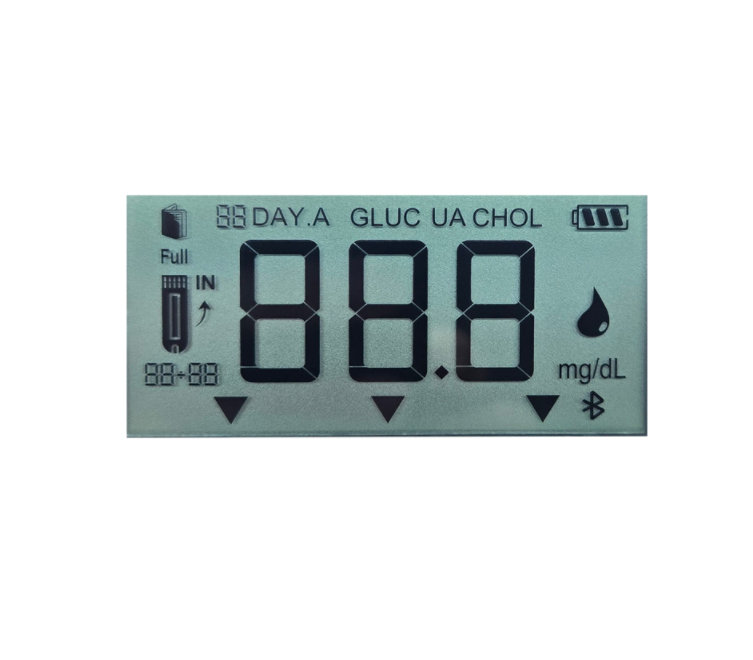 88 DAY.A GLUC UA CHOL
Full
IN
88.8
88÷88
mg/dL